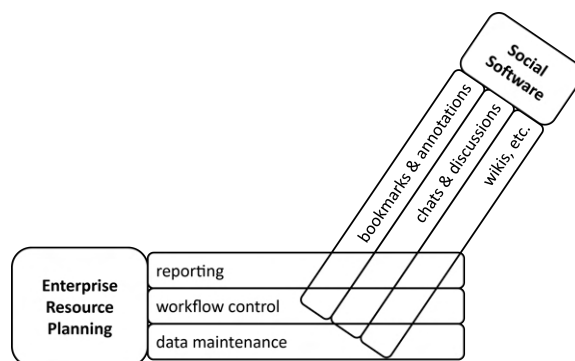 Social
Software
bookmarks & annotations
chats & discussions
wikis, etc.
Enterprise
Resource
Planning
reporting
workflow control
data maintenance